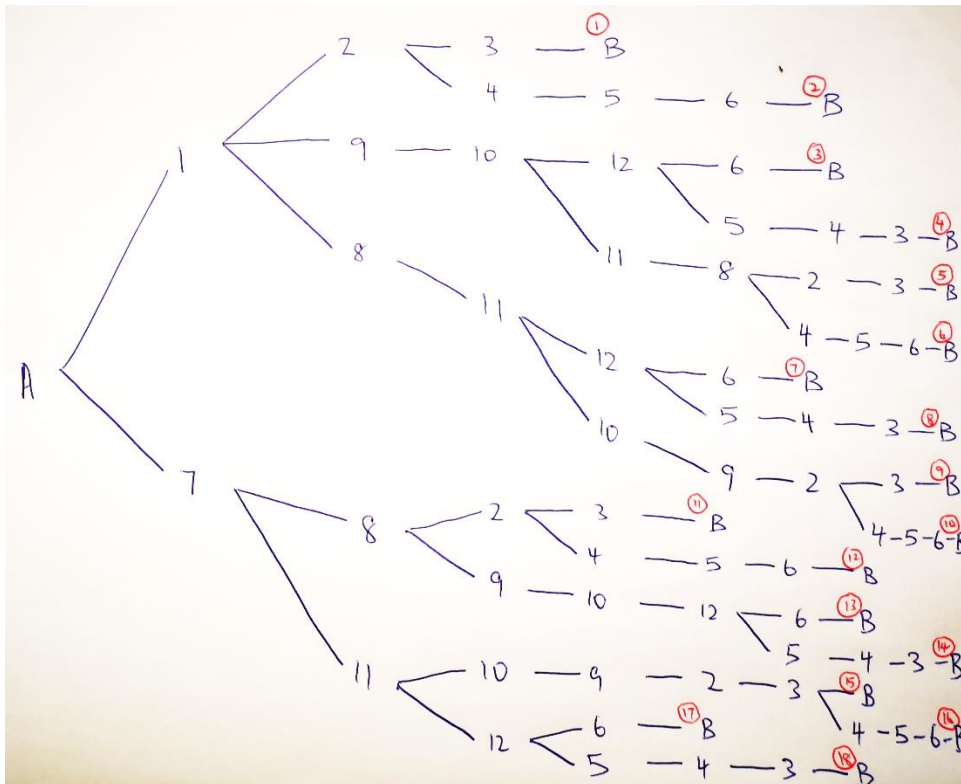 ①
2 — 3 — B
②
4 — 5 — 6 — B
③
1 9 — 10 — 12 — 6 — B
④
5 — 4 — 3 — B
8 11 — 8 — 2 — 3 — B
⑤
11
⑥
4 — 5 — 6 — B
12 — 6 — B
⑦
A
5 — 4 — 3 — B
⑧
10
7 9 — 2 — 3 — B
⑨
8 — 2 — 3 — B
⑪
4 - 5 - 6 - B
⑩
4 — 5 — 6 — B
⑫
9 — 10 — 12 — 6 — B
⑬
5 — 4 — 3 — B
⑭
11 — 10 — 9 — 2 — 3 — B
⑮
4 - 5 - 6 - B
⑯
12 — 6 — B
⑰
5 — 4 — 3 — B
⑱